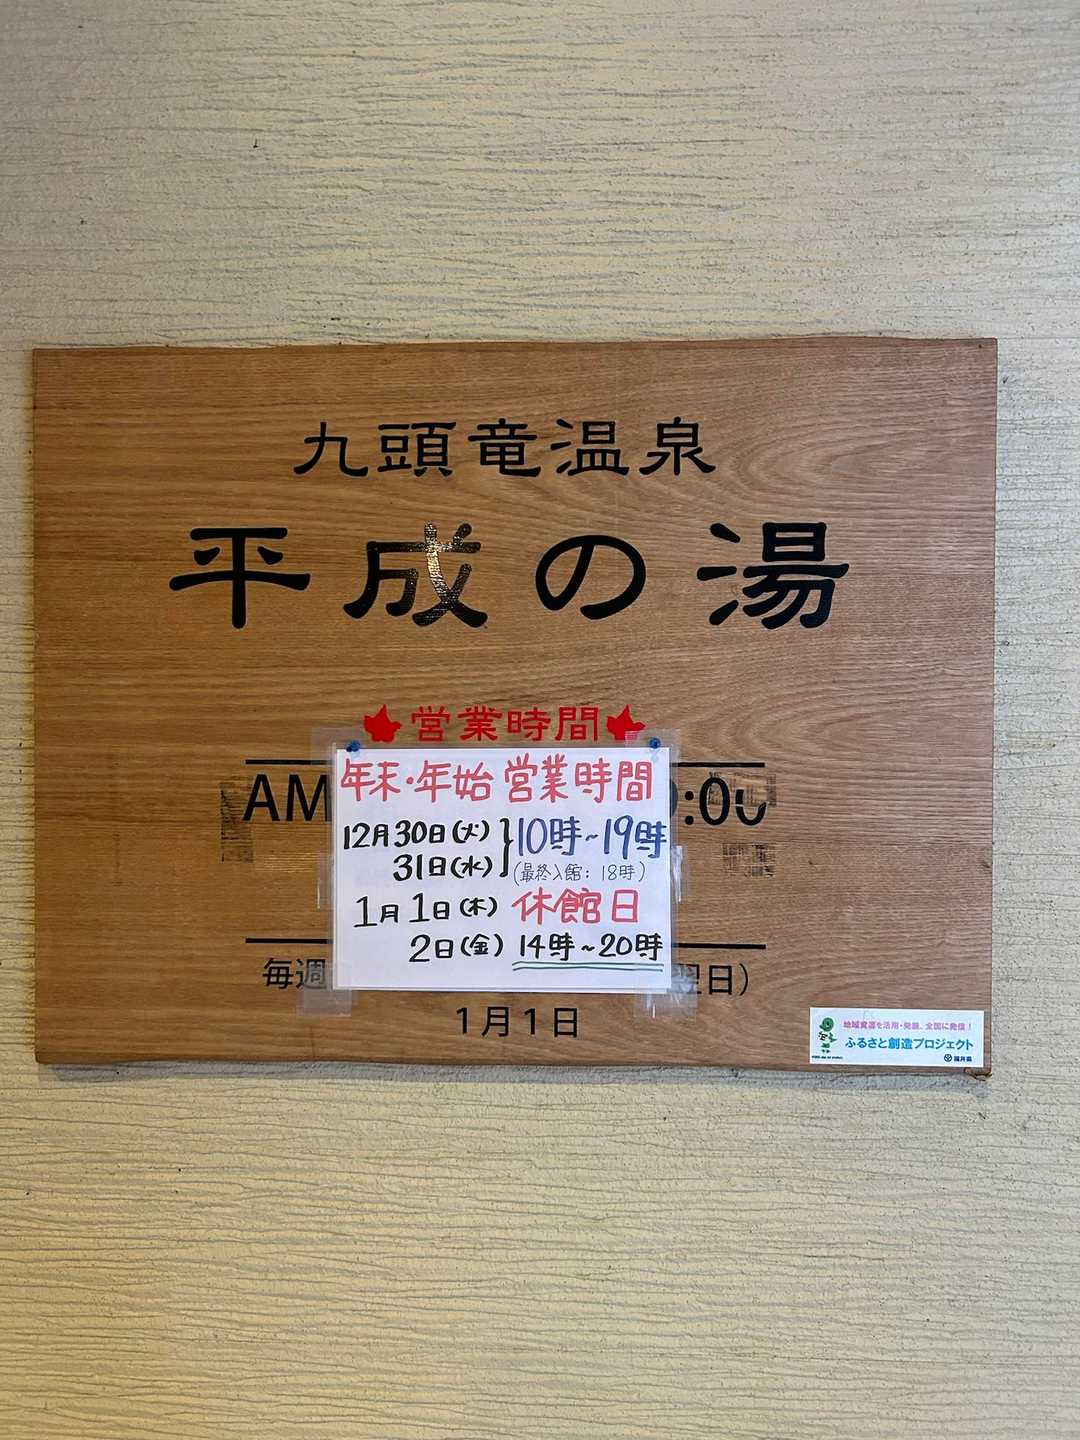 九頭竜温泉
平成の湯
営業時間
年末・年始 営業時間
12月30日(火)
31日(水)
10時~19時
(最終入館：18時)
1月1日(木) 休館日
2日(金) 14時~20時
AM
:00
毎週
翌日)
1月1日
地域資源を活用・発展、全国に発信！
ふるさと創造プロジェクト
福井県